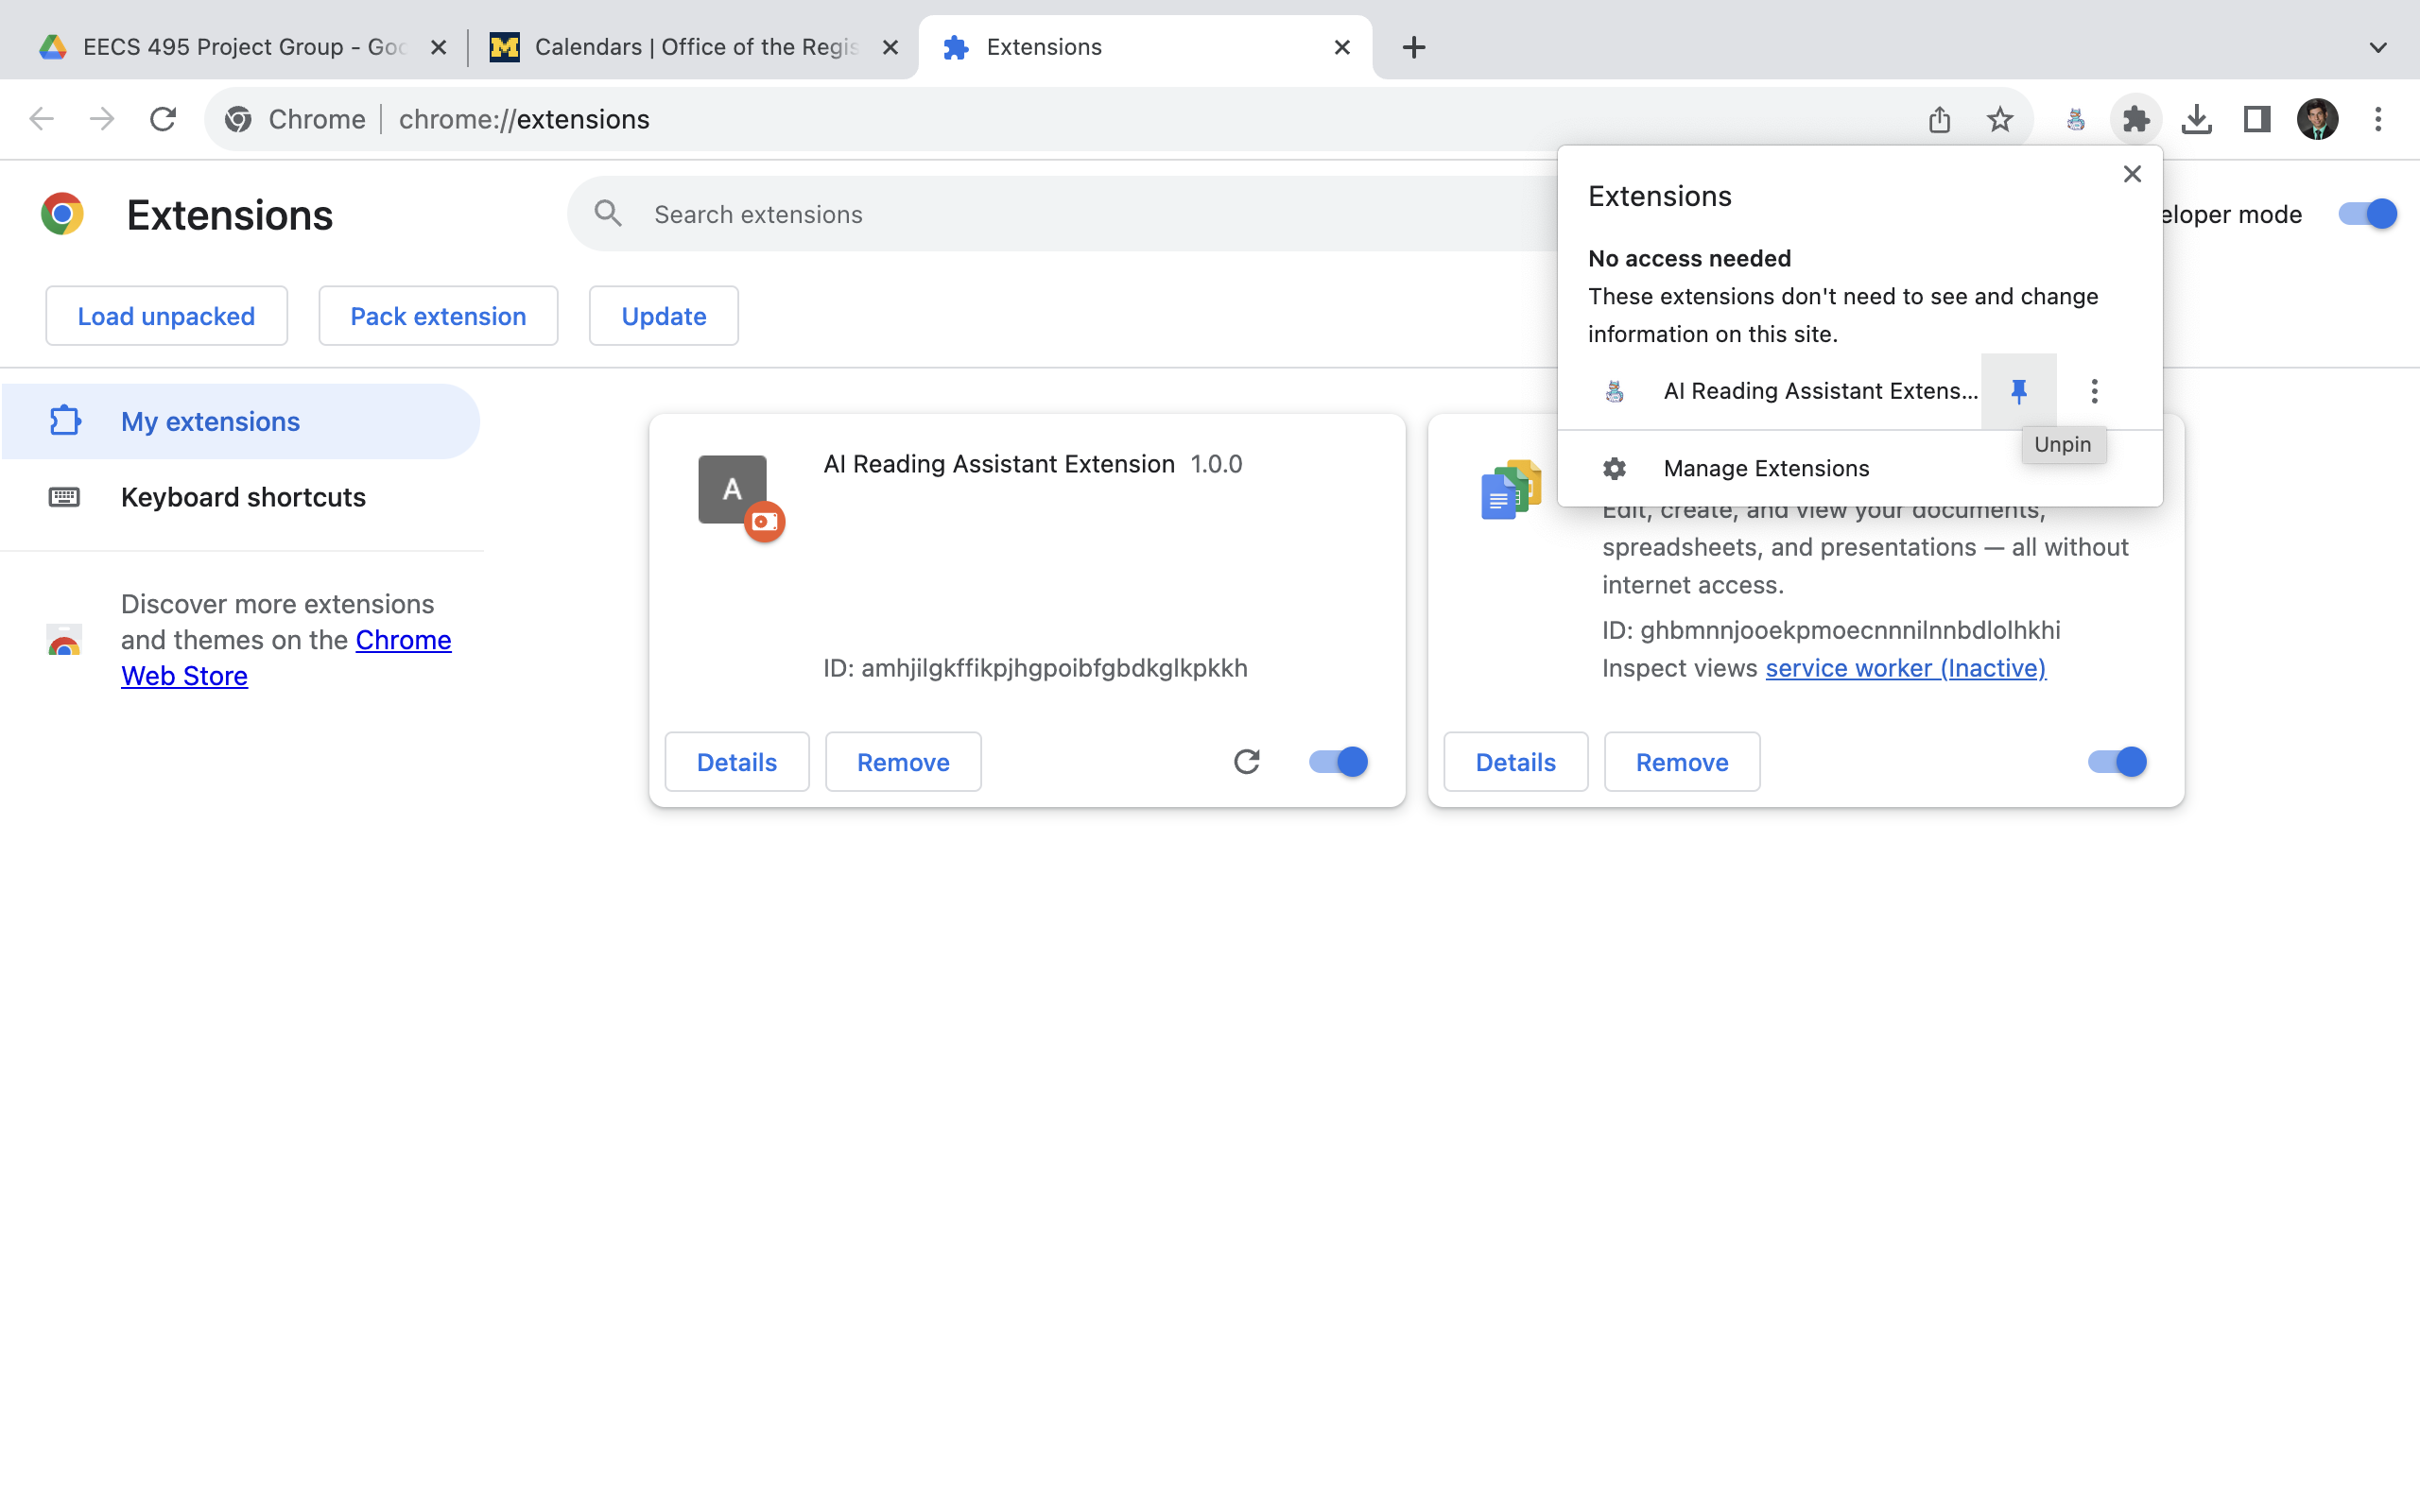 EECS 495 Project Group - Goo
Calendars | Office of the Regis
Extensions
Chrome
chrome://extensions
Extensions
Search extensions
eloper mode
Load unpacked
Pack extension
Update
Extensions
No access needed
These extensions don't need to see and change
information on this site.
AI Reading Assistant Extens...
Unpin
Manage Extensions
My extensions
Keyboard shortcuts
Discover more extensions
and themes on the Chrome
Web Store
A
AI Reading Assistant Extension 1.0.0
ID: amhjilgkffikpjhgpoibfgbdkglkpkkh
Details
Remove
Edit, create, and view your documents,
spreadsheets, and presentations — all without
internet access.
ID: ghbmnnjooekpmoecnnnilnnbdlolhkhi
Inspect views service worker (Inactive)
Details
Remove